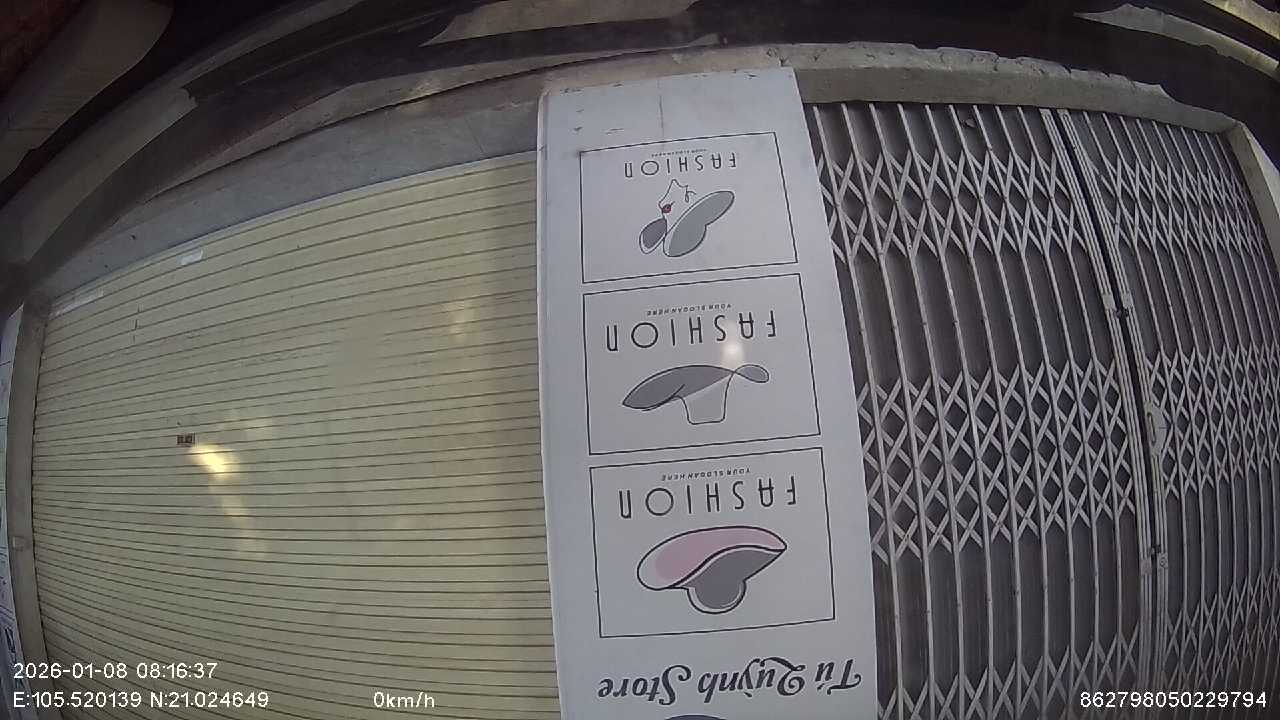 Tú Quỳnh Store
FASHION
YOUR SLOGAN HERE
FASHION
YOUR SLOGAN HERE
FASHION
2026-01-08 08:16:37
E:105.520139 N:21.024649
0km/h
862798050229794